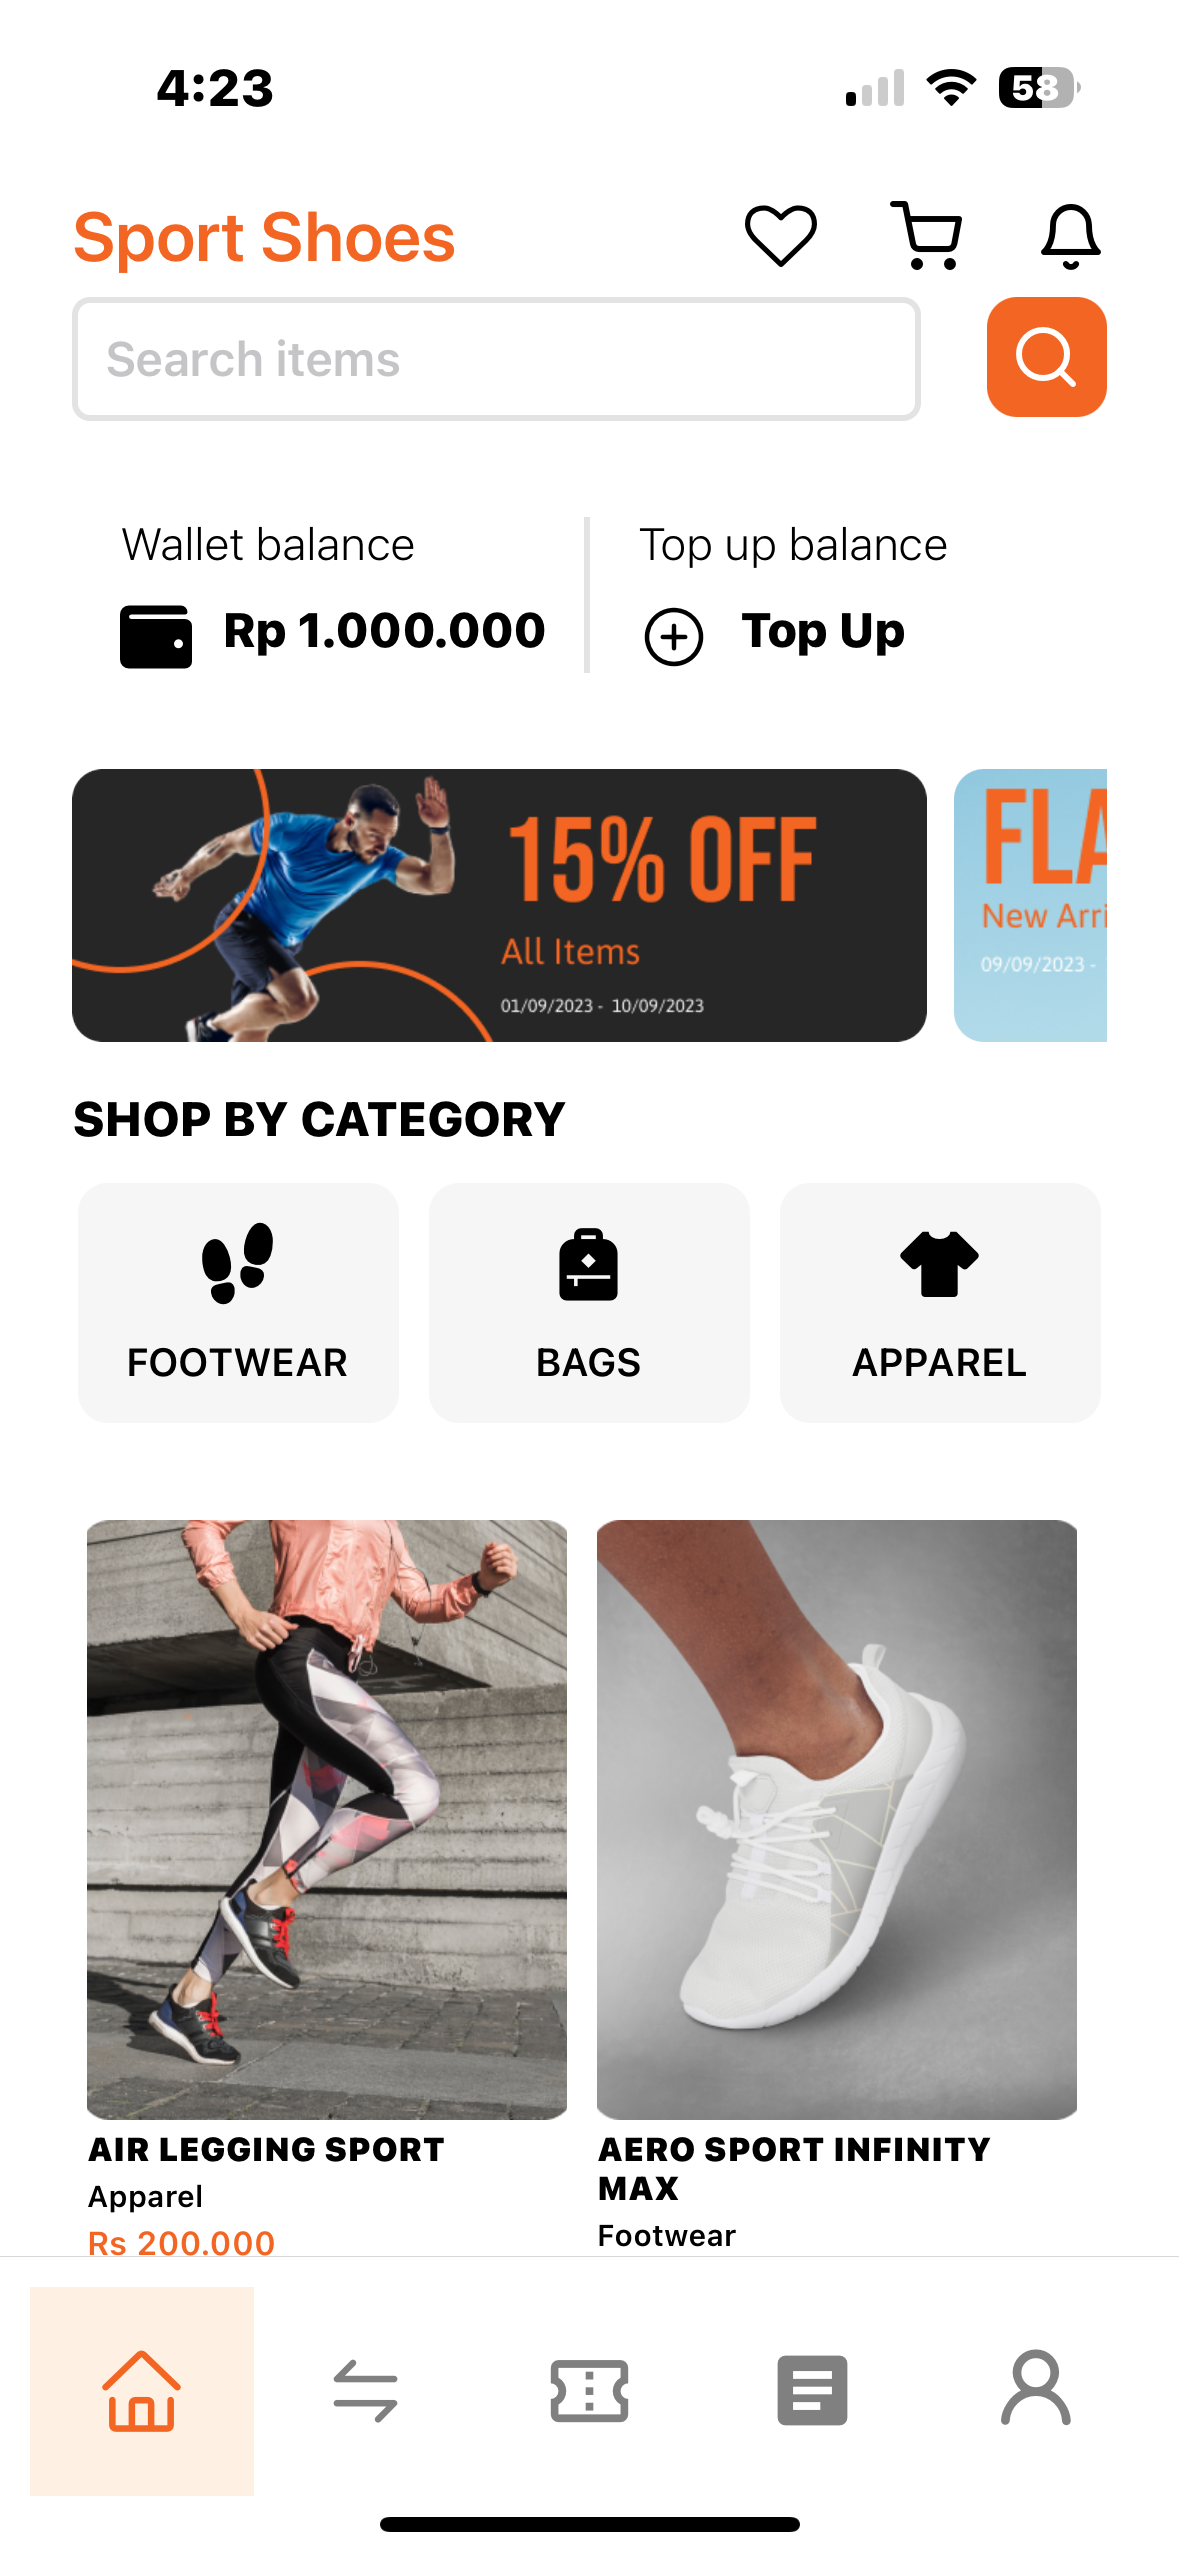 4:23
58
Sport Shoes
Search items
Wallet balance
Top up balance
Rp 1.000.000
Top Up
15% OFF
All Items
01/09/2023 - 10/09/2023
FLA
New Arri
09/09/2023 -
SHOP BY CATEGORY
FOOTWEAR
BAGS
APPAREL
AIR LEGGING SPORT
Apparel
Rs 200.000
AERO SPORT INFINITY
MAX
Footwear